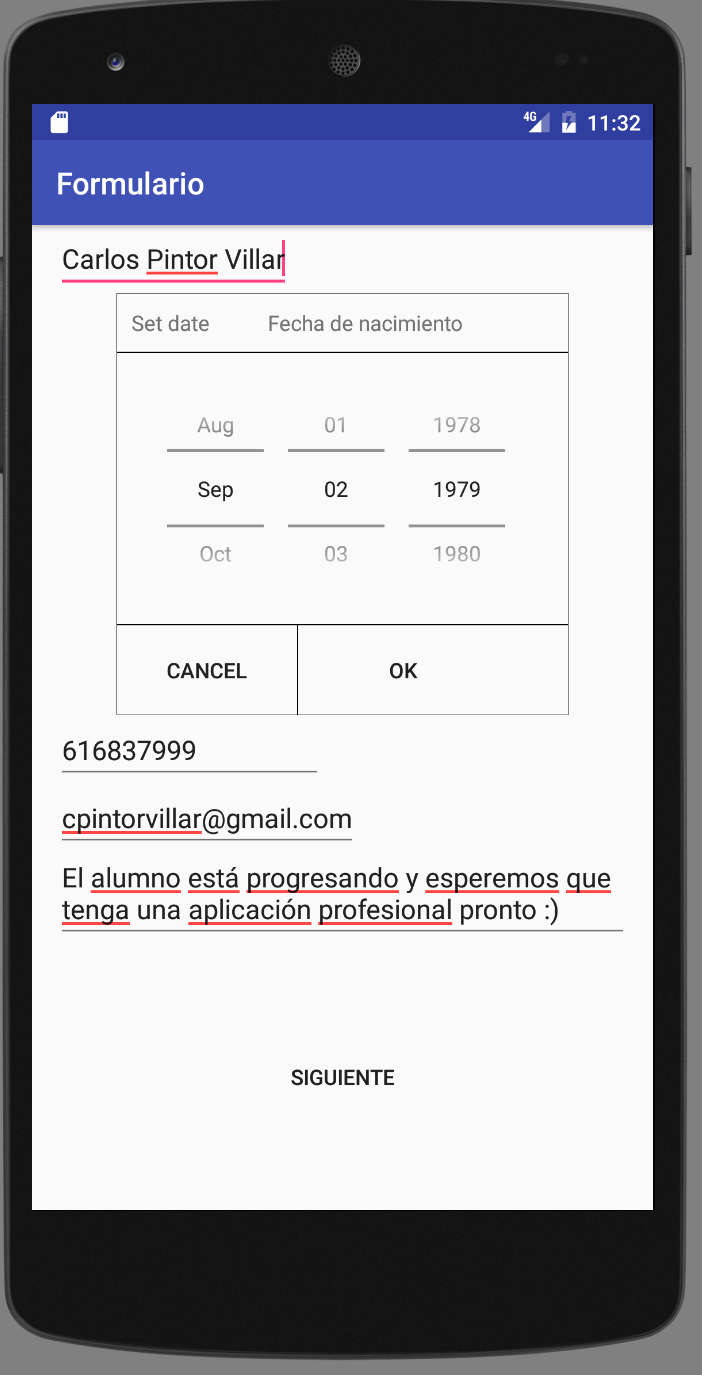 4G 11:32
Formulario
Carlos Pintor Villar
Set date Fecha de nacimiento
Aug 01 1978
Sep 02 1979
Oct 03 1980
CANCEL OK
616837999
cpintorvillar@gmail.com
El alumno está progresando y esperemos que
tenga una aplicación profesional pronto :)
SIGUIENTE